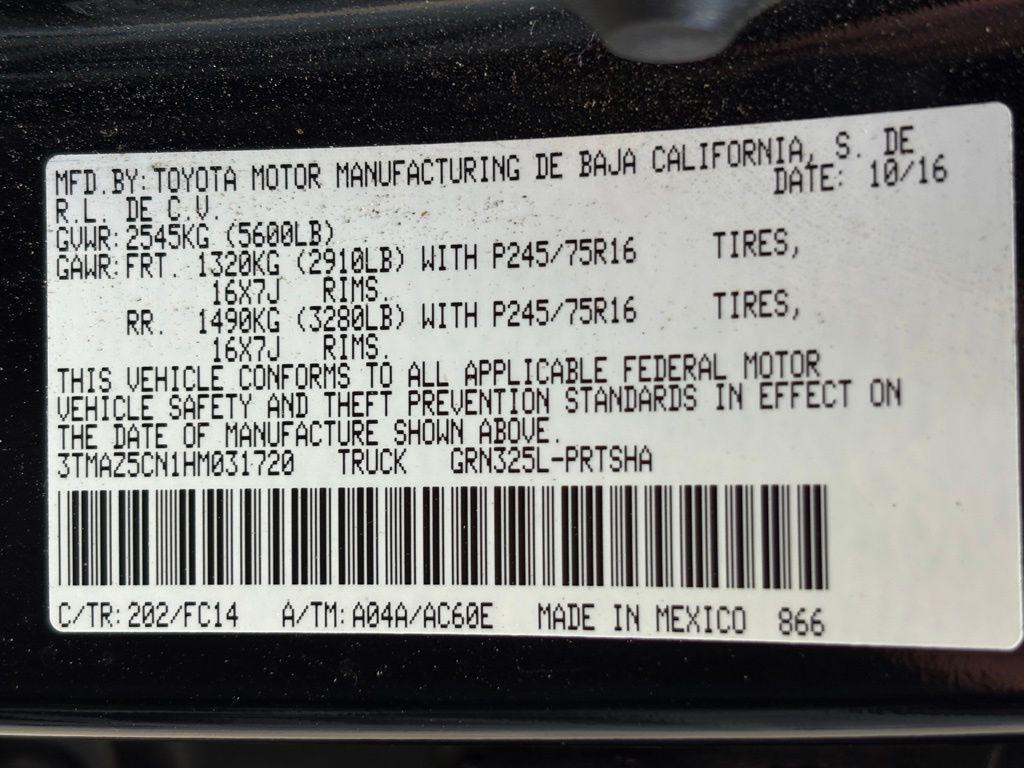 MFD.BY:TOYOTA MOTOR MANUFACTURING DE BAJA CALIFORNIA, S. DE
R.L. DE C.V. DATE: 10/16
GVWR:2545KG (5600LB)
GAWR:FRT. 1320KG (2910LB) WITH P245/75R16 TIRES,
16X7J RIMS.
RR. 1490KG (3280LB) WITH P245/75R16 TIRES,
16X7J RIMS.
THIS VEHICLE CONFORMS TO ALL APPLICABLE FEDERAL MOTOR
VEHICLE SAFETY AND THEFT PREVENTION STANDARDS IN EFFECT ON
THE DATE OF MANUFACTURE SHOWN ABOVE.
3TMAZ5CN1HM031720 TRUCK GRN325L-PRTSHA
C/TR:202/FC14 A/TM:A04A/AC60E MADE IN MEXICO 866